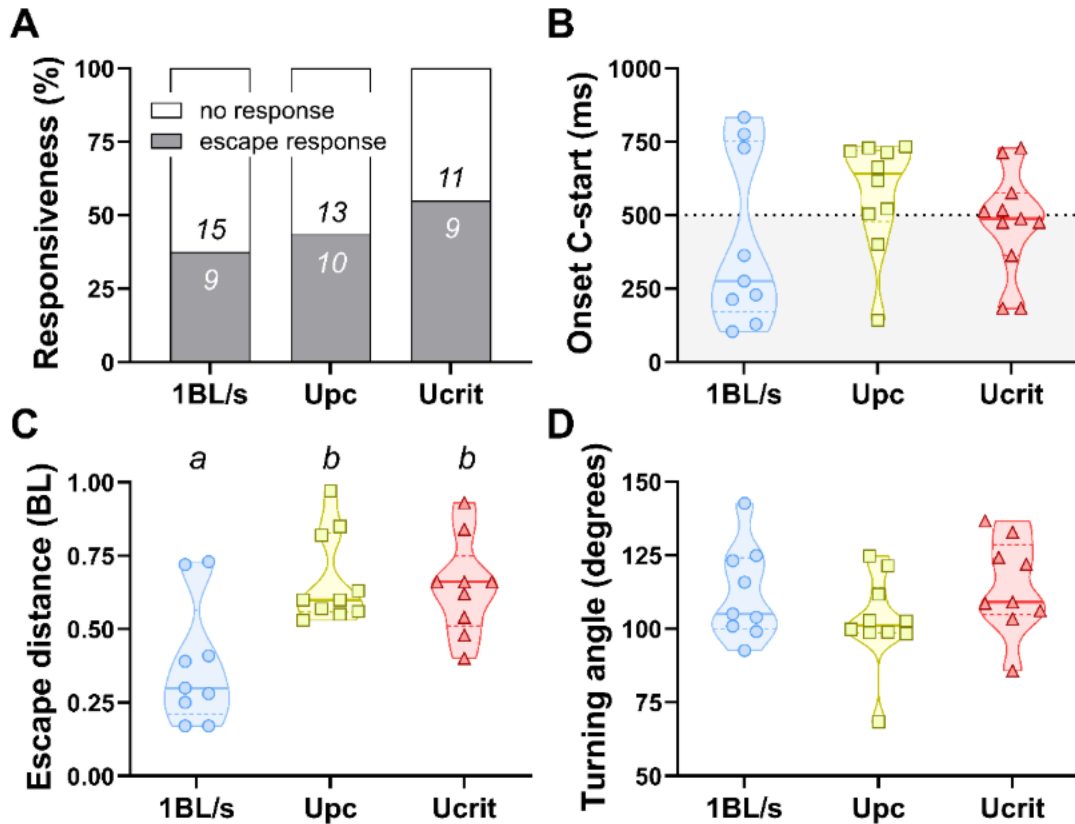 A
Responsiveness (%)
100
75
50
25
0
no response
escape response
15
9
13
10
11
9
1BL/s
Upc
Ucrit
B
Onset C-start (ms)
1000
750
500
250
0
1BL/s
Upc
Ucrit
C
Escape distance (BL)
a
b
b
1.00
0.75
0.50
0.25
0.00
1BL/s
Upc
Ucrit
D
Turning angle (degrees)
150
125
100
75
50
1BL/s
Upc
Ucrit